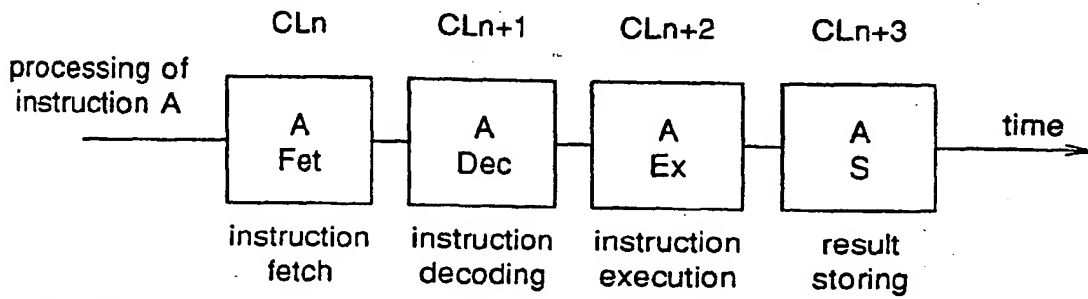 CLn CLn+1 CLn+2 CLn+3
processing of
instruction A
A
Fet
A
Dec
A
Ex
A
S
time
instruction
fetch
instruction
decoding
instruction
execution
result
storing